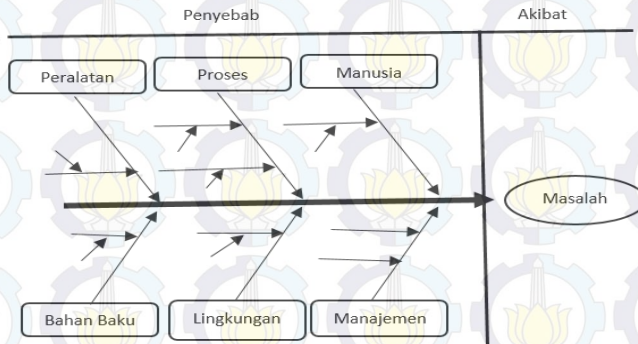 Penyebab
Akibat
Peralatan
Proses
Manusia
Masalah
Bahan Baku
Lingkungan
Manajemen